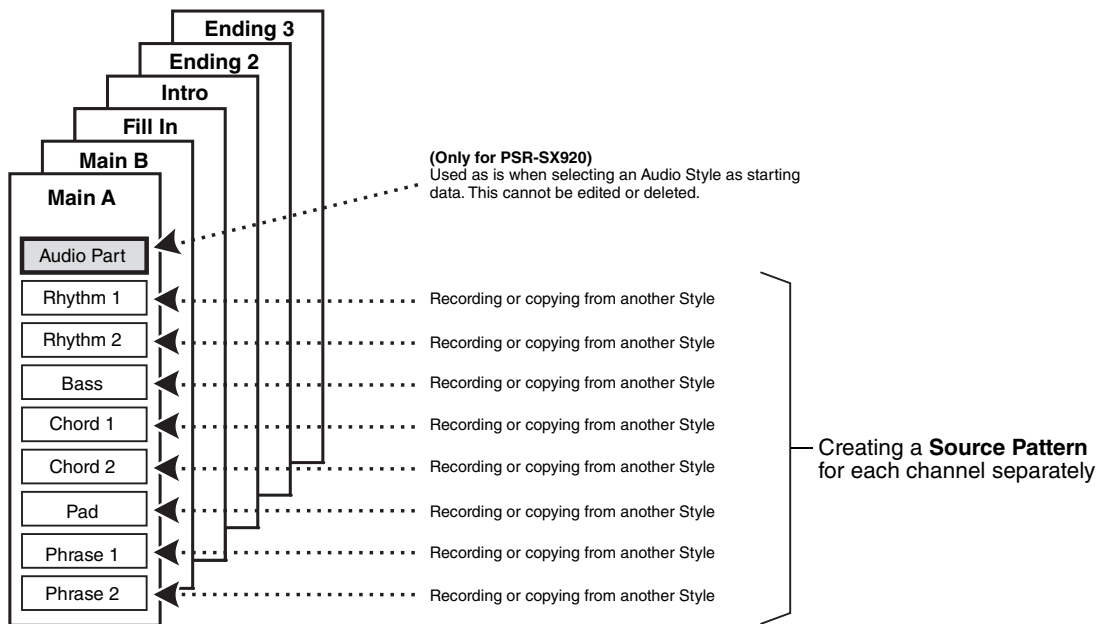 Ending 3
Ending 2
Intro
Fill In
Main B
Main A
(Only for PSR-SX920)
Used as is when selecting an Audio Style as starting
data. This cannot be edited or deleted.
Audio Part
Rhythm 1
Recording or copying from another Style
Rhythm 2
Recording or copying from another Style
Bass
Recording or copying from another Style
Chord 1
Recording or copying from another Style
Chord 2
Recording or copying from another Style
Pad
Recording or copying from another Style
Phrase 1
Recording or copying from another Style
Phrase 2
Recording or copying from another Style
Creating a Source Pattern
for each channel separately